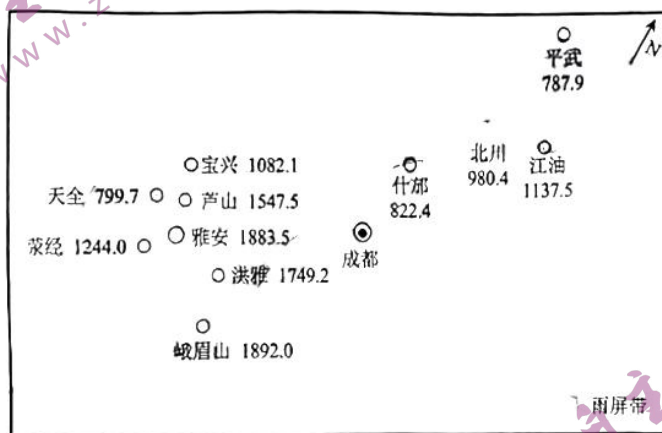 www.z
N
平武
787.9
北川
980.4
江油
1137.5
宝兴 1082.1
什邡
822.4
天全 799.7
芦山 1547.5
雅安 1883.5
荥经 1244.0
成都
洪雅 1749.2
峨眉山 1892.0
雨屏带